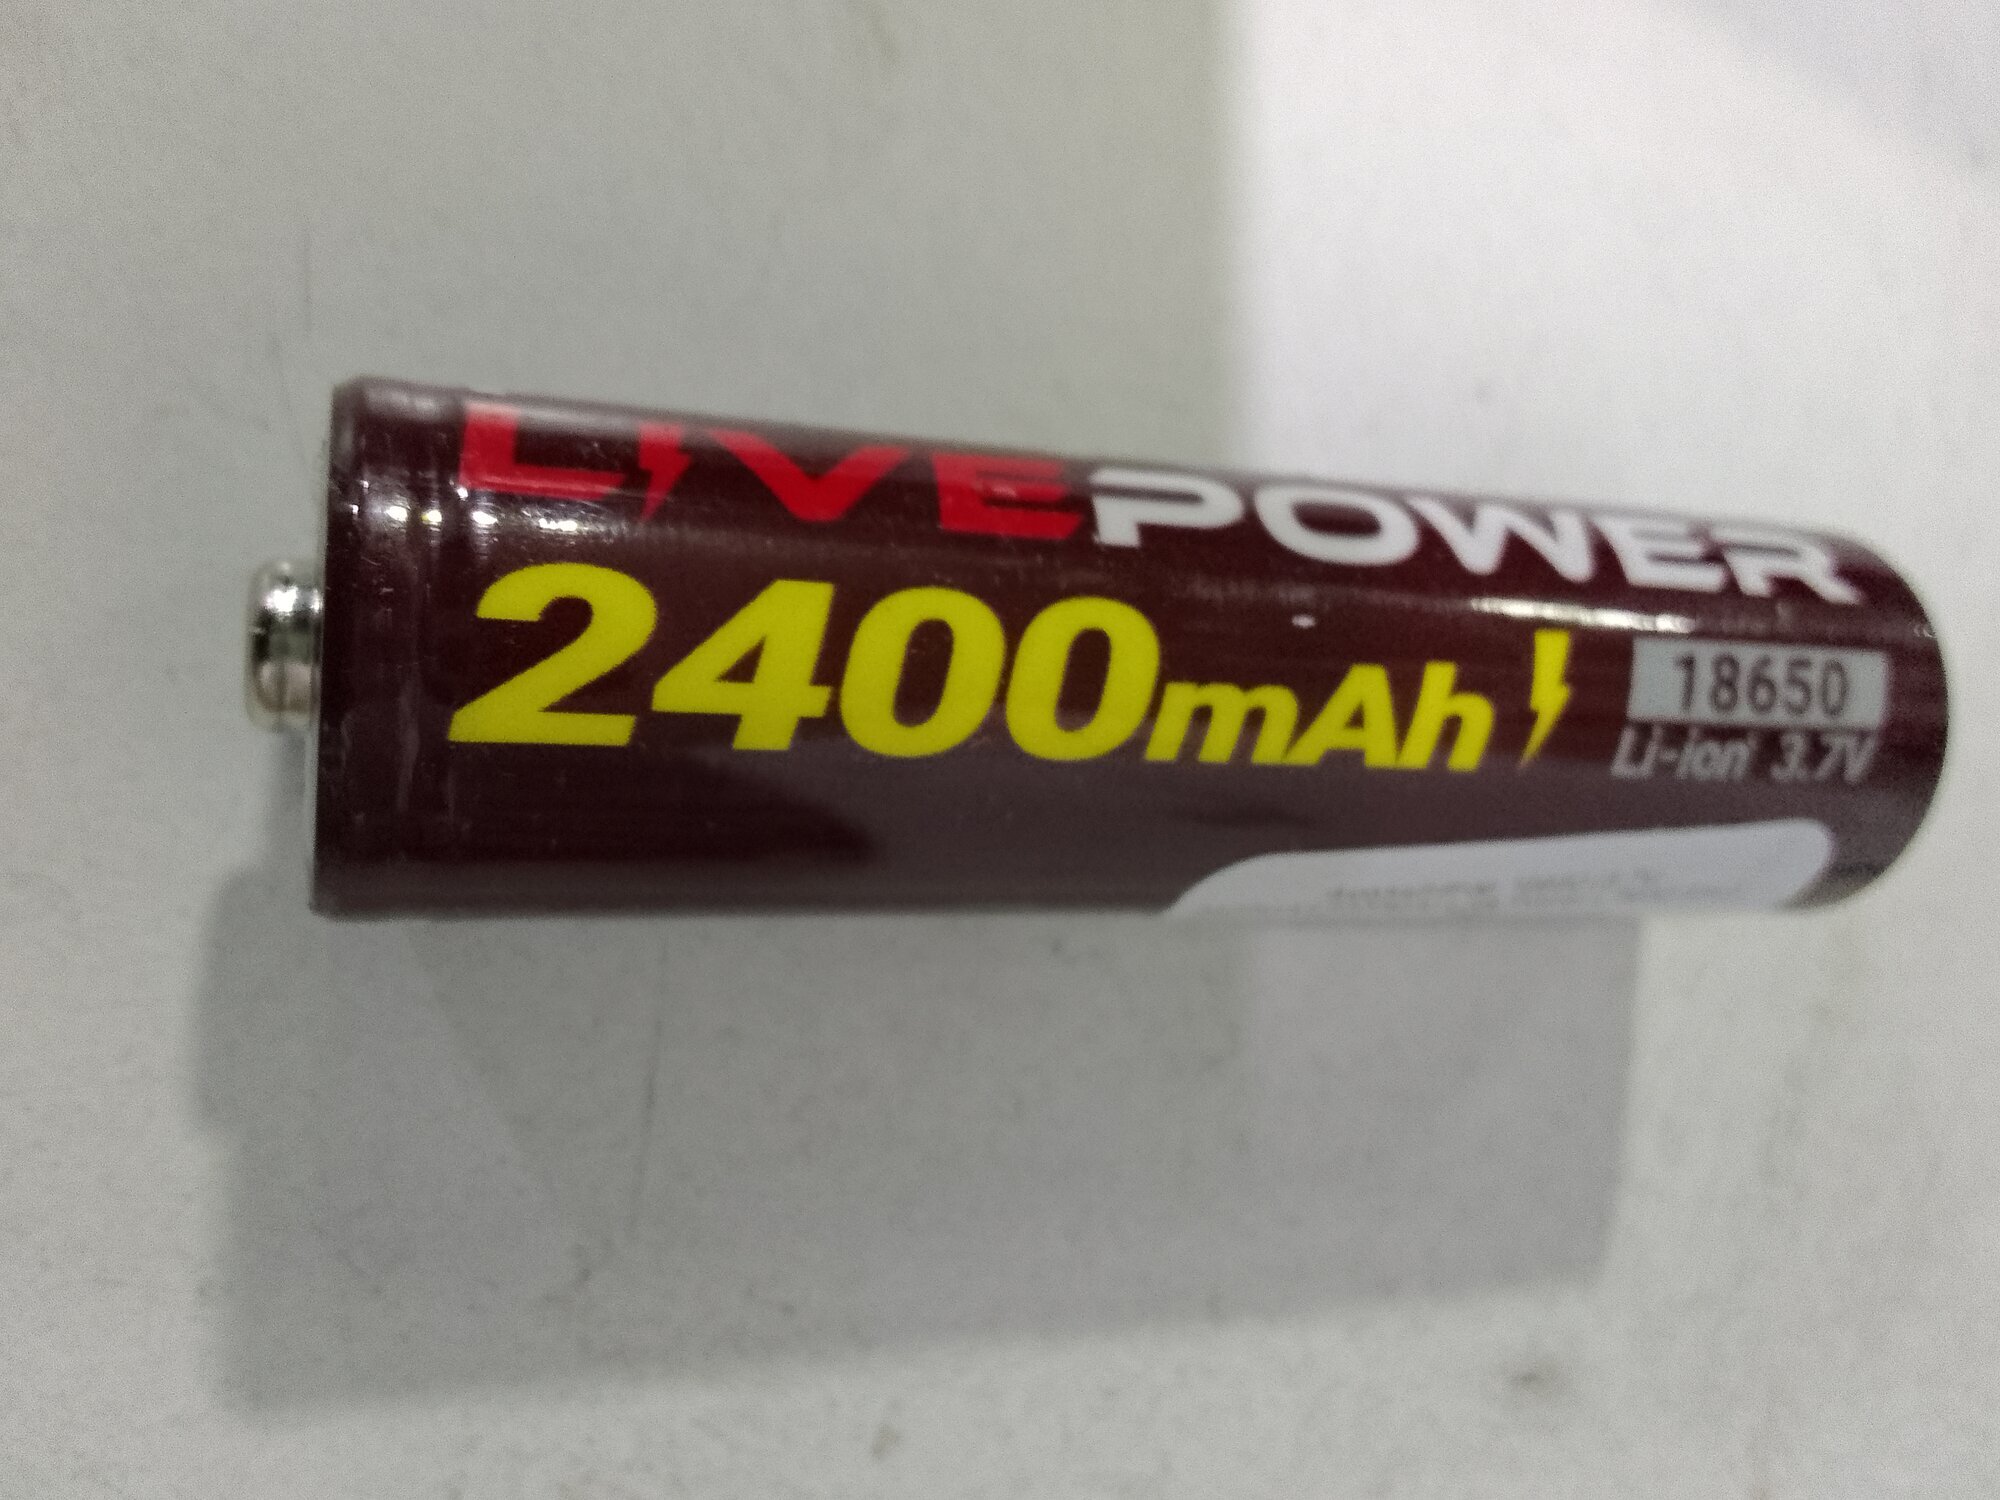 LIVEPOWER
2400mAh
18650
Li-ion 3.7V